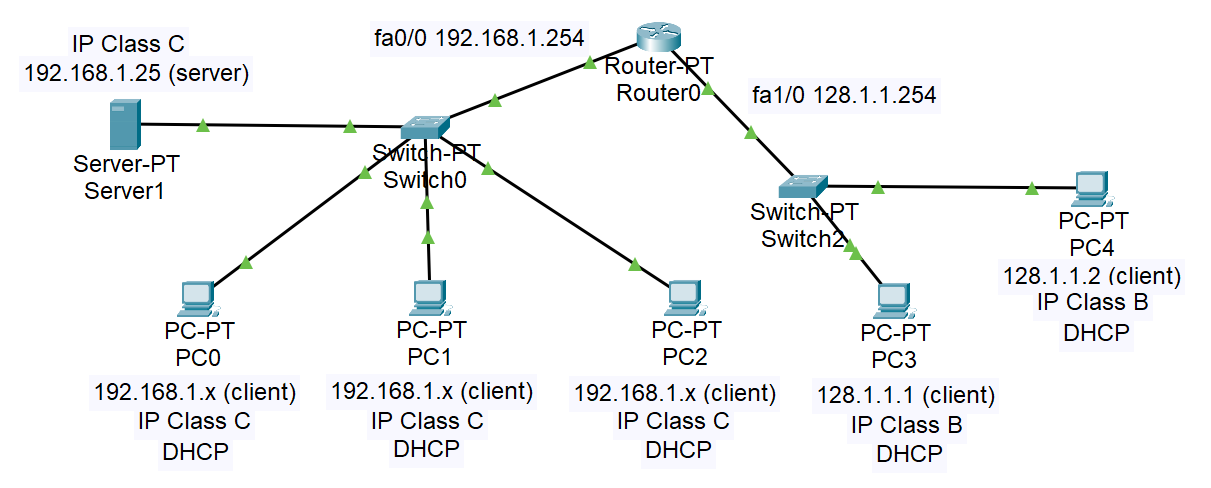 IP Class C
192.168.1.25 (server)
Server-PT
Server1
fa0/0 192.168.1.254
Router-PT
Router0
fa1/0 128.1.1.254
Switch-PT
Switch0
Switch-PT
Switch2
PC-PT
PC4
128.1.1.2 (client)
IP Class B
DHCP
PC-PT
PC0
192.168.1.x (client)
IP Class C
DHCP
PC-PT
PC1
192.168.1.x (client)
IP Class C
DHCP
PC-PT
PC2
192.168.1.x (client)
IP Class C
DHCP
PC-PT
PC3
128.1.1.1 (client)
IP Class B
DHCP